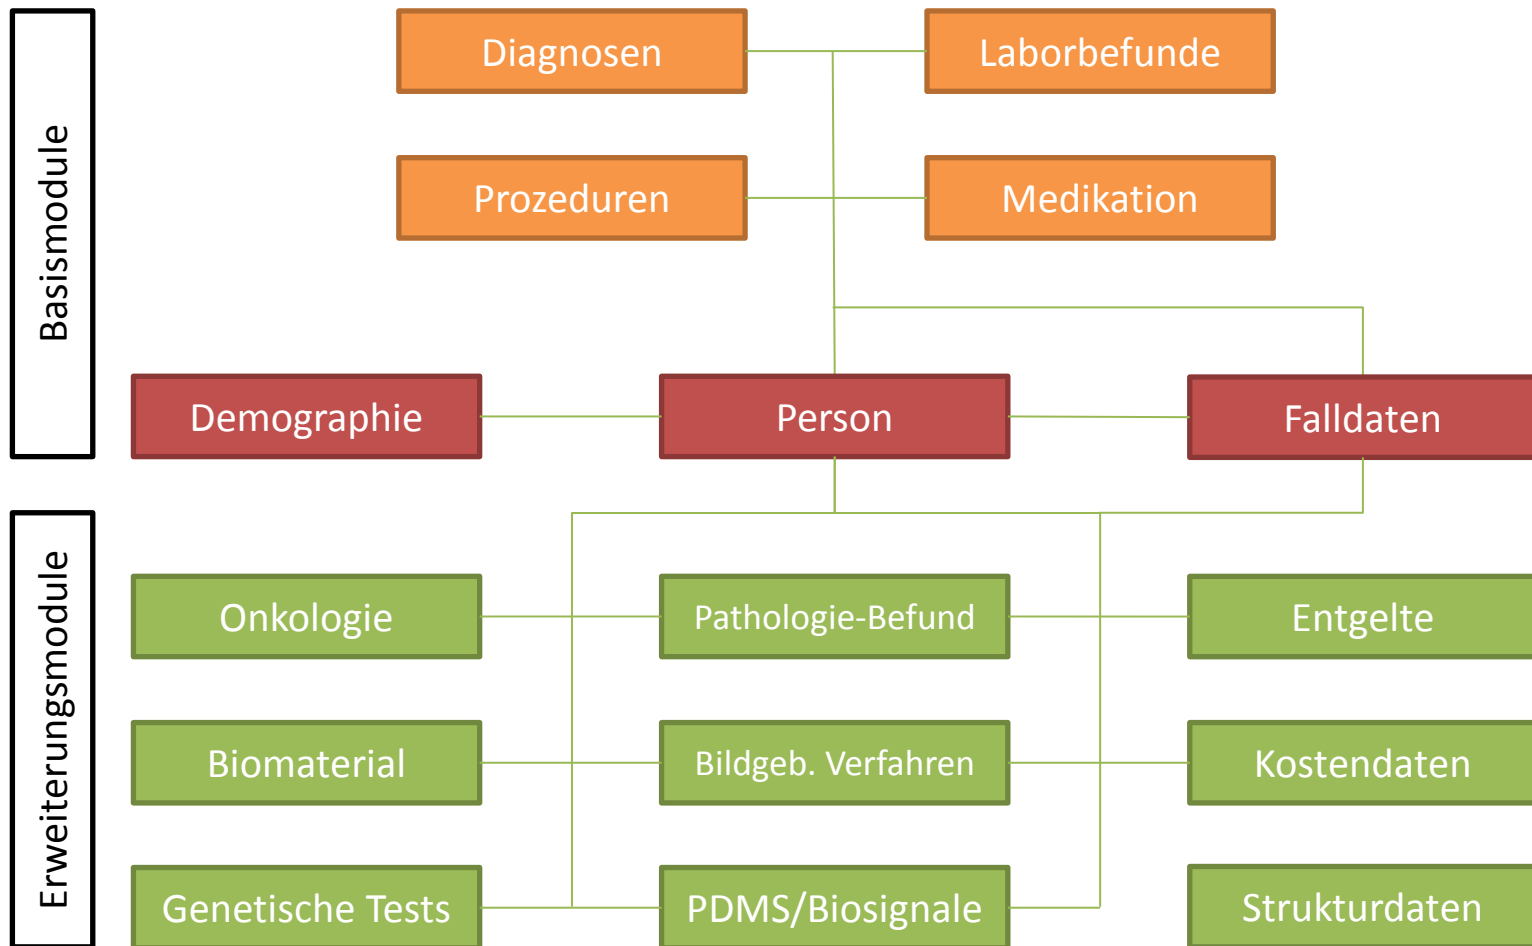 Basismodule
Diagnosen
Laborbefunde
Prozeduren
Medikation
Demographie
Person
Falldaten
Erweiterungsmodule
Onkologie
Pathologie-Befund
Entgelte
Biomaterial
Bildgeb. Verfahren
Kostendaten
Genetische Tests
PDMS/Biosignale
Strukturdaten